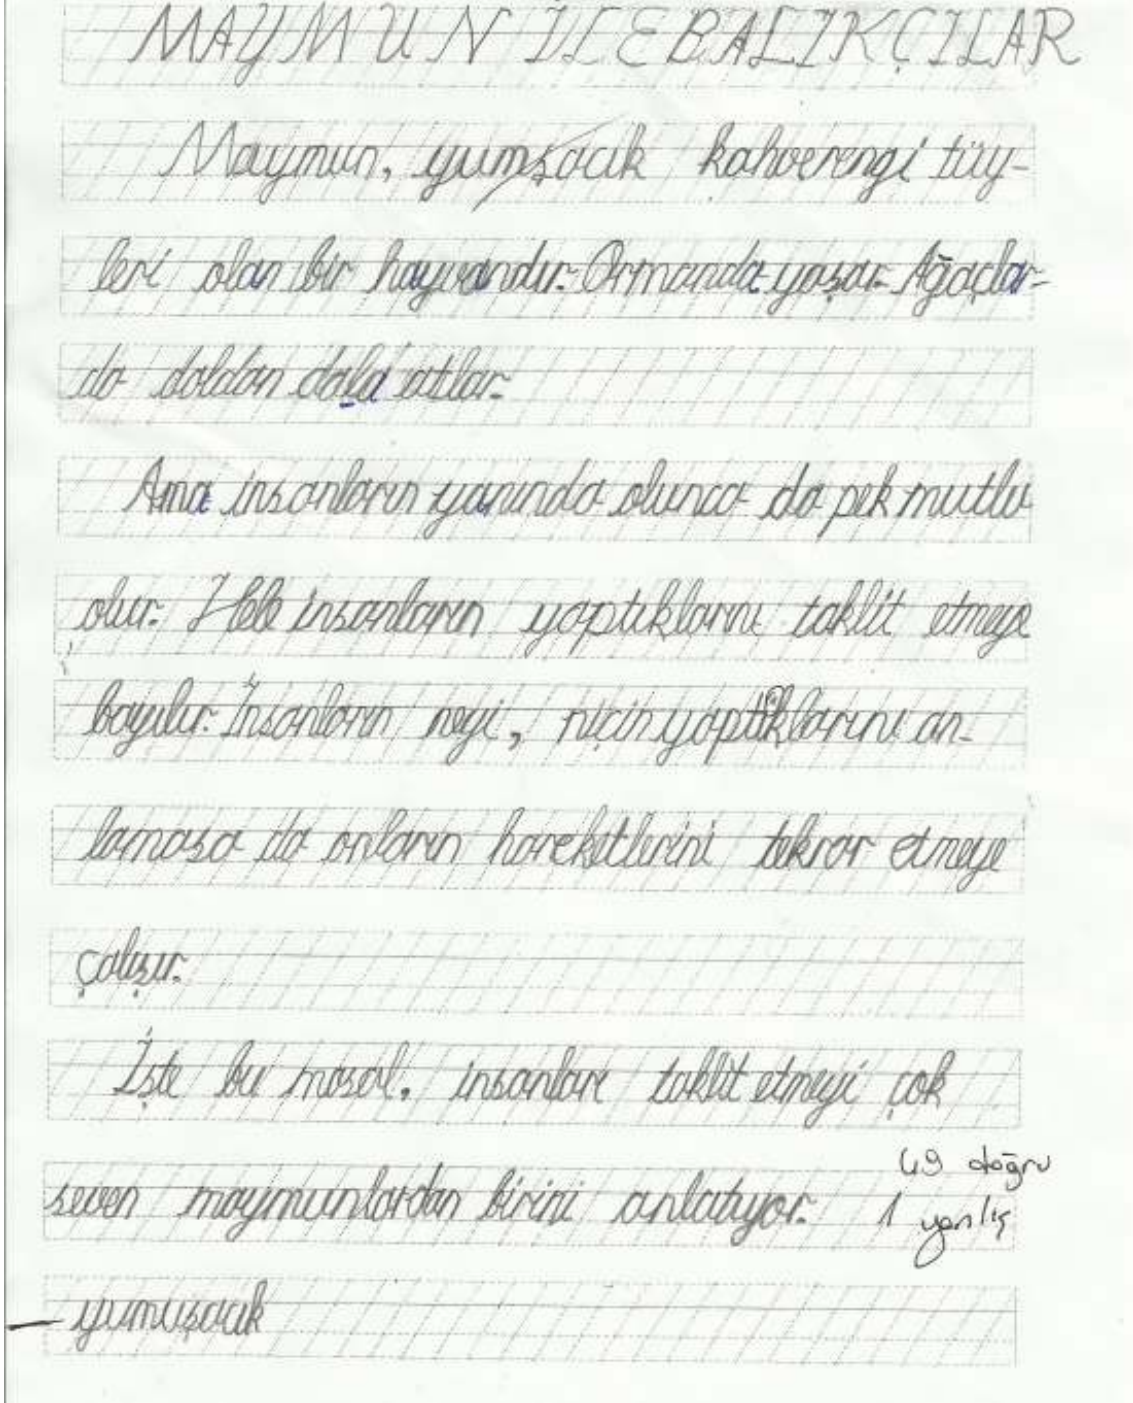 MAYMUN İLE BALIKÇILAR
Maymun, yumşacık kahverengi tüy-
leri olan bir hayvandır. Ormanda yaşar. Ağaçlar-
da daldan dala atlar.
Ama insanların yanında olunca da pek mutlu
olur. Hele insanların yaptıklarını taklit etmeye
bayılır. İnsanların neyi, niçin yaptıklarını an-
lamasa da onların hareketlerini tekrar etmeye
çalışır.
İşte bu masal, insanları taklit etmeyi çok
seven maymunlardan birini anlatıyor.
49 doğru
1 yanlış
- yumuşacık